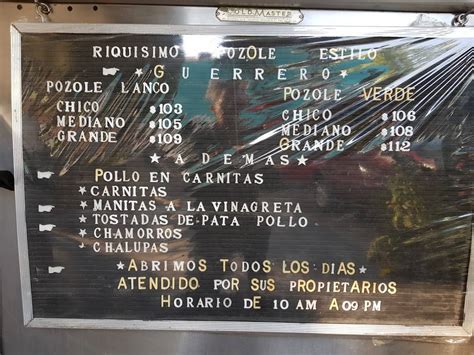 COLDMASTER
RIQUISIMO POZOLE ESTILO
★ GUERRERO ★
POZOLE LANCO
CHICO $103
MEDIANO $105
GRANDE $109
POZOLE VERDE
CHICO $106
MEDIANO $108
GRANDE $112
★ ADEMAS ★
POLLO EN CARNITAS
★ CARNITAS
★ MANITAS A LA VINAGRETA
★ TOSTADAS-DE-PATA POLLO
★ CHAMORROS
★ CHALUPAS
★ ABRIMOS TODOS LOS DIAS
ATENDIDO POR SUS PROPIETARIOS
HORARIO DE 10 AM A 09 PM